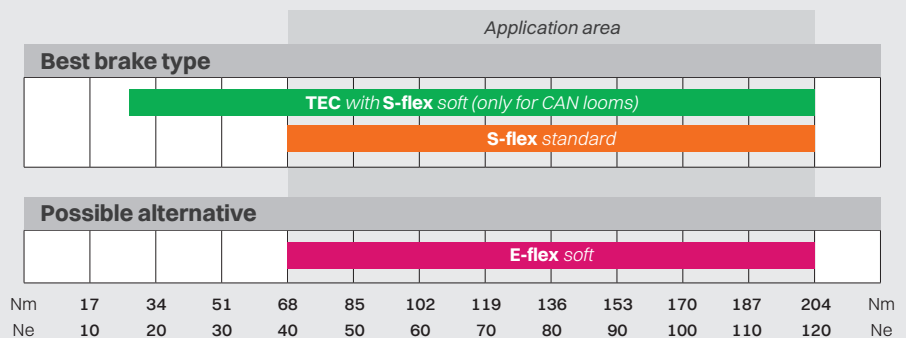 Application area
Best brake type
TEC with S-flex soft (only for CAN looms)
S-flex standard
Possible alternative
E-flex soft
Nm 17 34 51 68 85 102 119 136 153 170 187 204 Nm
Ne 10 20 30 40 50 60 70 80 90 100 110 120 Ne